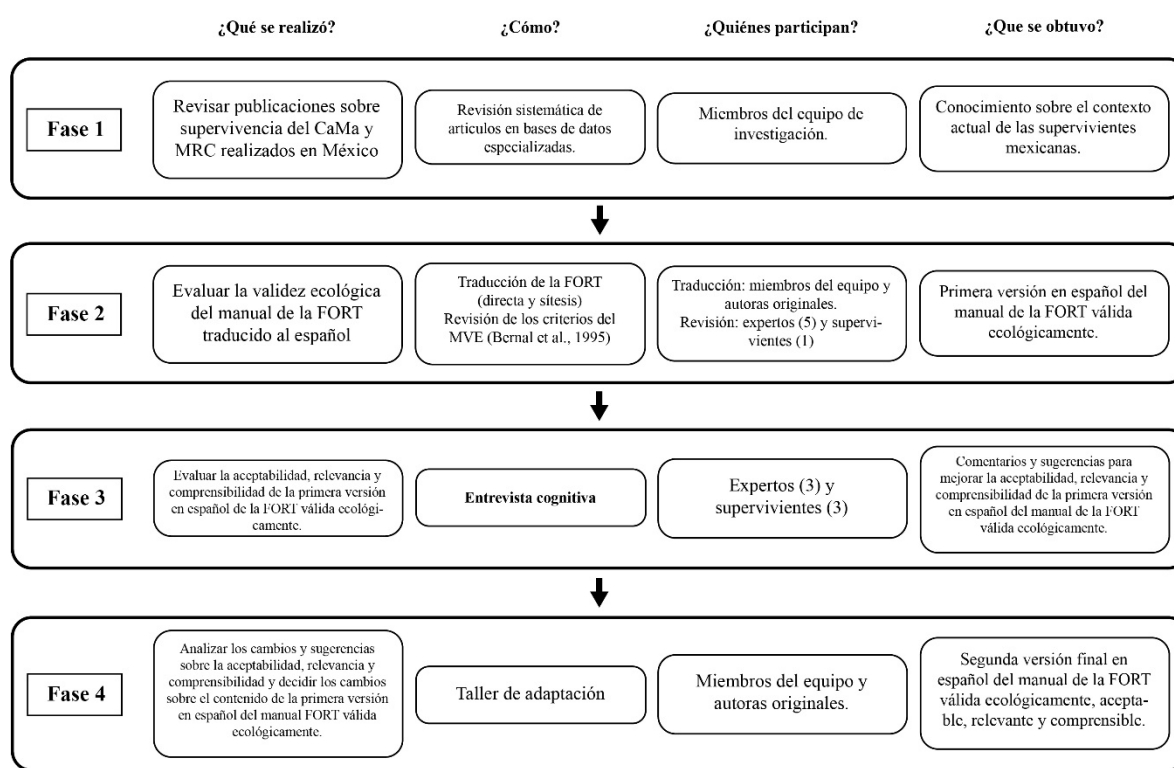 ¿Qué se realizó?
¿Cómo?
¿Quiénes participan?
¿Que se obtuvo?
Fase 1
Revisar publicaciones sobre
supervivencia del CaMa y
MRC realizados en México
Revisión sistemática de
artículos en bases de datos
especializadas.
Miembros del equipo de
investigación.
Conocimiento sobre el contexto
actual de las supervivientes
mexicanas.
Fase 2
Evaluar la validez ecológica
del manual de la FORT
traducido al español
Traducción de la FORT
(directa y sítesis)
Revisión de los criterios del
MVE (Bernal et al., 1995)
Traducción: miembros del equipo y
autoras originales.
Revisión: expertos (5) y supervi-
vientes (1)
Primera versión en español del
manual de la FORT válida
ecológicamente.
Fase 3
Evaluar la aceptabilidad, relevancia y
comprensibilidad de la primera versión
en español de la FORT válida ecológi-
camente.
Entrevista cognitiva
Expertos (3) y
supervivientes (3)
Comentarios y sugerencias para
mejorar la aceptabilidad, relevancia y
comprensibilidad de la primera versión
en español del manual de la FORT
válida ecológicamente.
Fase 4
Analizar los cambios y sugerencias
sobre la aceptabilidad, relevancia y
comprensibilidad y decidir los cambios
sobre el contenido de la primera versión
en español del manual FORT válida
ecológicamente.
Taller de adaptación
Miembros del equipo y
autoras originales.
Segunda versión final en
español del manual de la FORT
válida ecológicamente, acepta-
ble, relevante y comprensible.